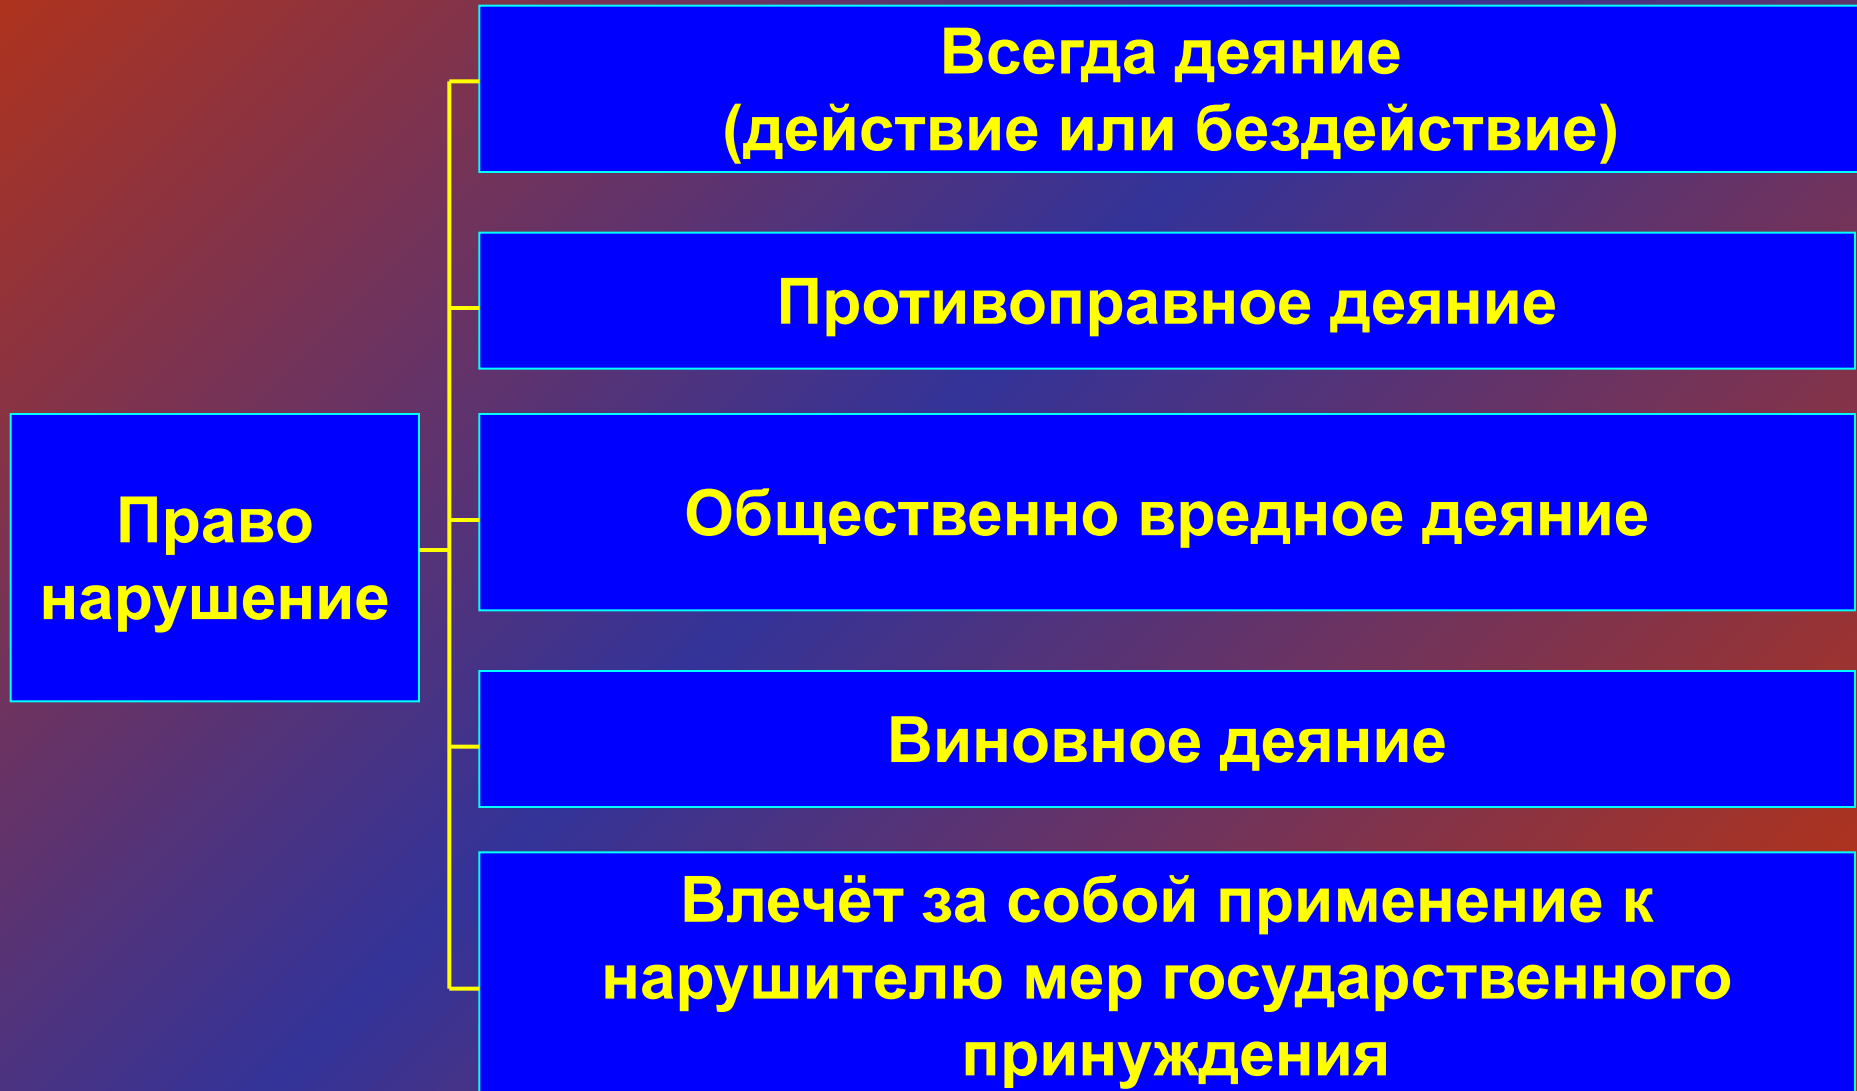 Всегда деяние
(действие или бездействие)
Противоправное деяние
Общественно вредное деяние
Право
нарушение
Виновное деяние
Влечёт за собой применение к
нарушителю мер государственного
принуждения